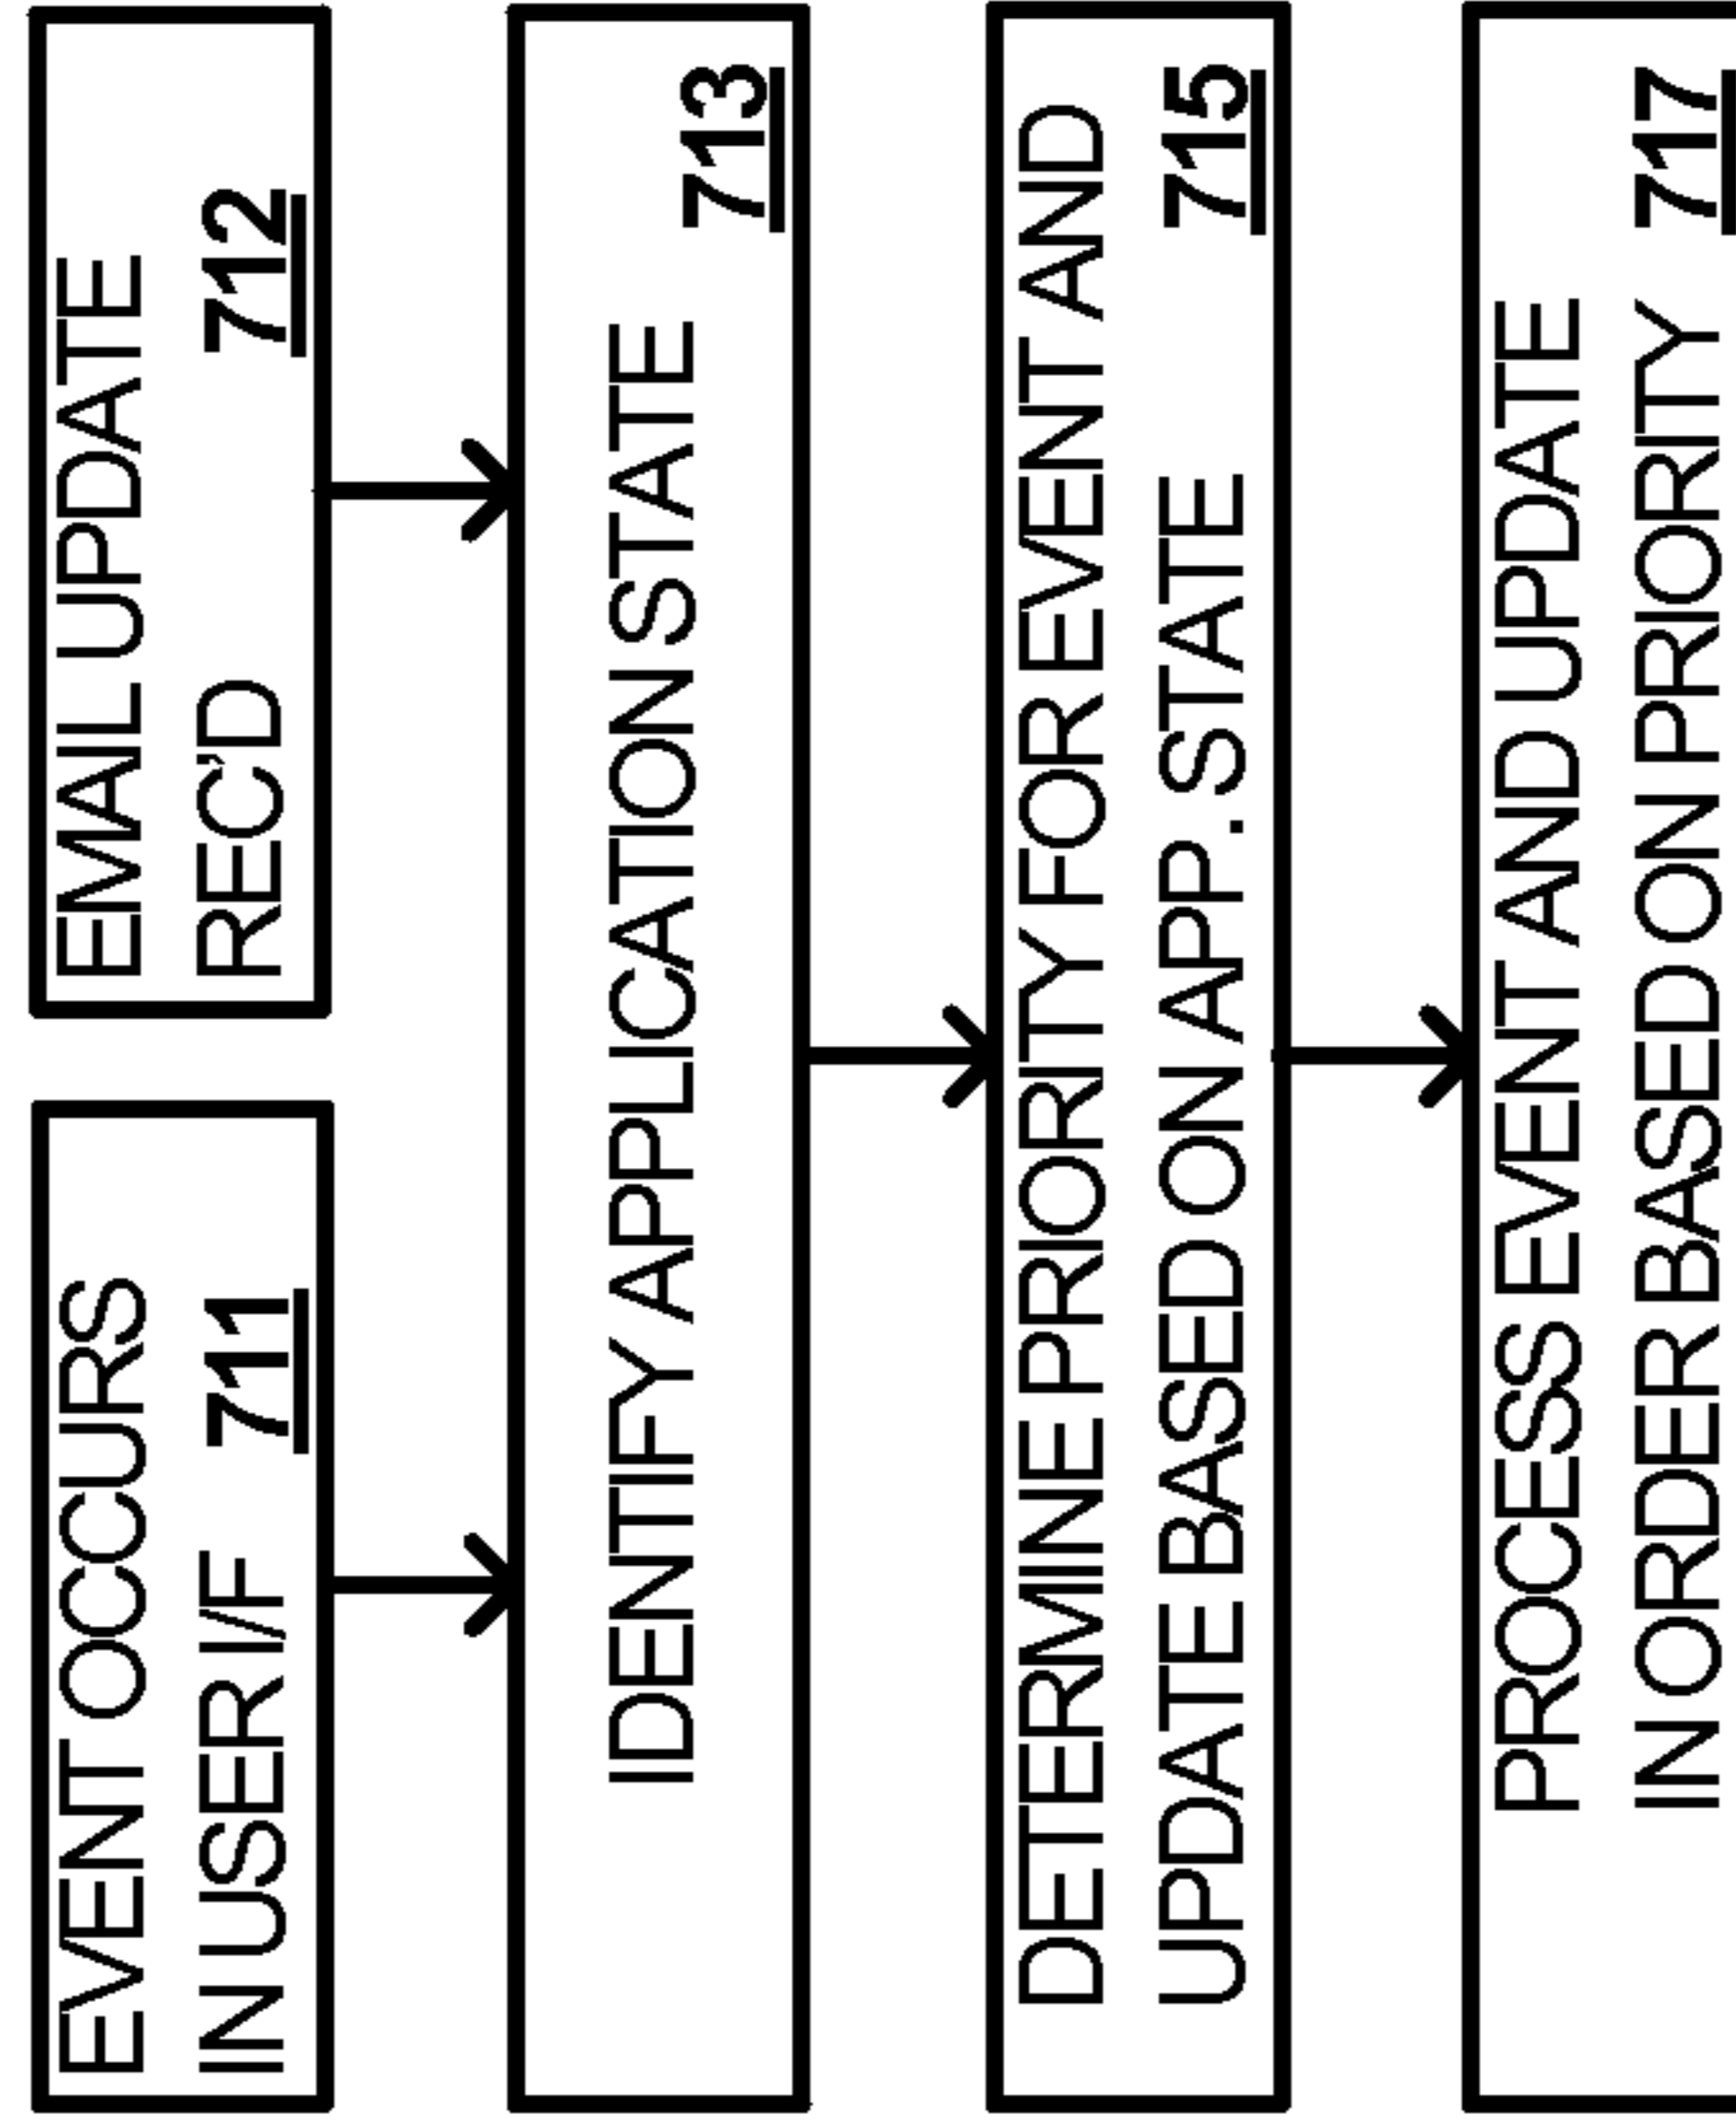 EVENT OCCURS
IN USER I/F 711
EMAIL UPDATE
REC'D 712
IDENTIFY APPLICATION STATE
713
DETERMINE PRIORITY FOR EVENT AND
UPDATE BASED ON APP. STATE 715
PROCESS EVENT AND UPDATE
IN ORDER BASED ON PRIORITY 717